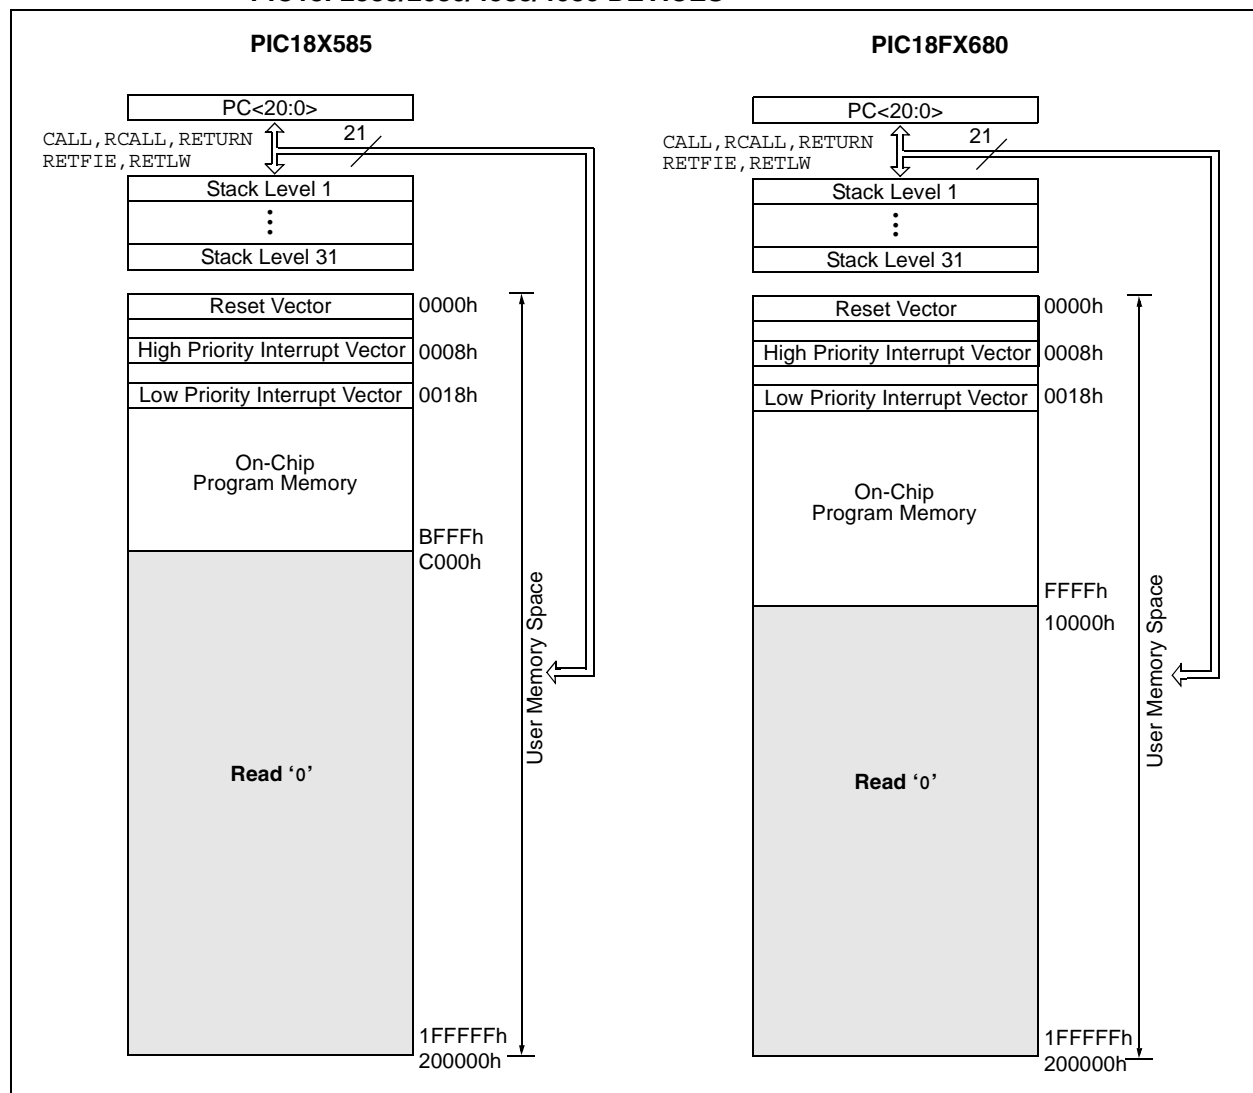 PIC18X585
PC<20:0>
CALL,RCALL,RETURN
RETFIE,RETLW
21
Stack Level 1
Stack Level 31
Reset Vector
0000h
High Priority Interrupt Vector
0008h
Low Priority Interrupt Vector
0018h
On-Chip
Program Memory
BFFFh
C000h
User Memory Space
Read ‘0’
1FFFFFh
200000h
PIC18FX680
PC<20:0>
CALL,RCALL,RETURN
RETFIE,RETLW
21
Stack Level 1
Stack Level 31
Reset Vector
0000h
High Priority Interrupt Vector
0008h
Low Priority Interrupt Vector
0018h
On-Chip
Program Memory
FFFFh
10000h
User Memory Space
Read ‘0’
1FFFFFh
200000h